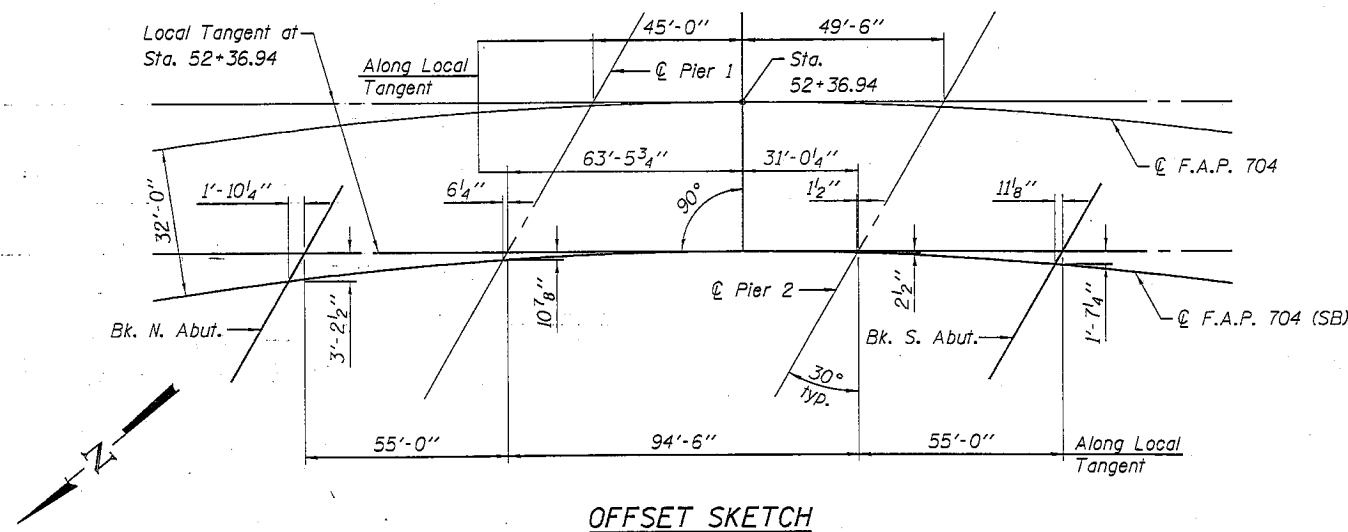 Local Tangent at
Sta. 52+36.94
45'-0"
49'-6"
Along Local
Tangent
℄ Pier 1
Sta.
52+36.94
63'-5¾"
31'-0¼"
℄ F.A.P. 704
32'-0"
1'-10¼"
6¼"
90°
1½"
11⅛"
3'-2½"
10⅞"
2½"
1'-7¼"
℄ Pier 2
℄ F.A.P. 704 (SB)
Bk. N. Abut.
Bk. S. Abut.
30°
typ.
55'-0"
94'-6"
55'-0"
Along Local
Tangent
N
OFFSET SKETCH